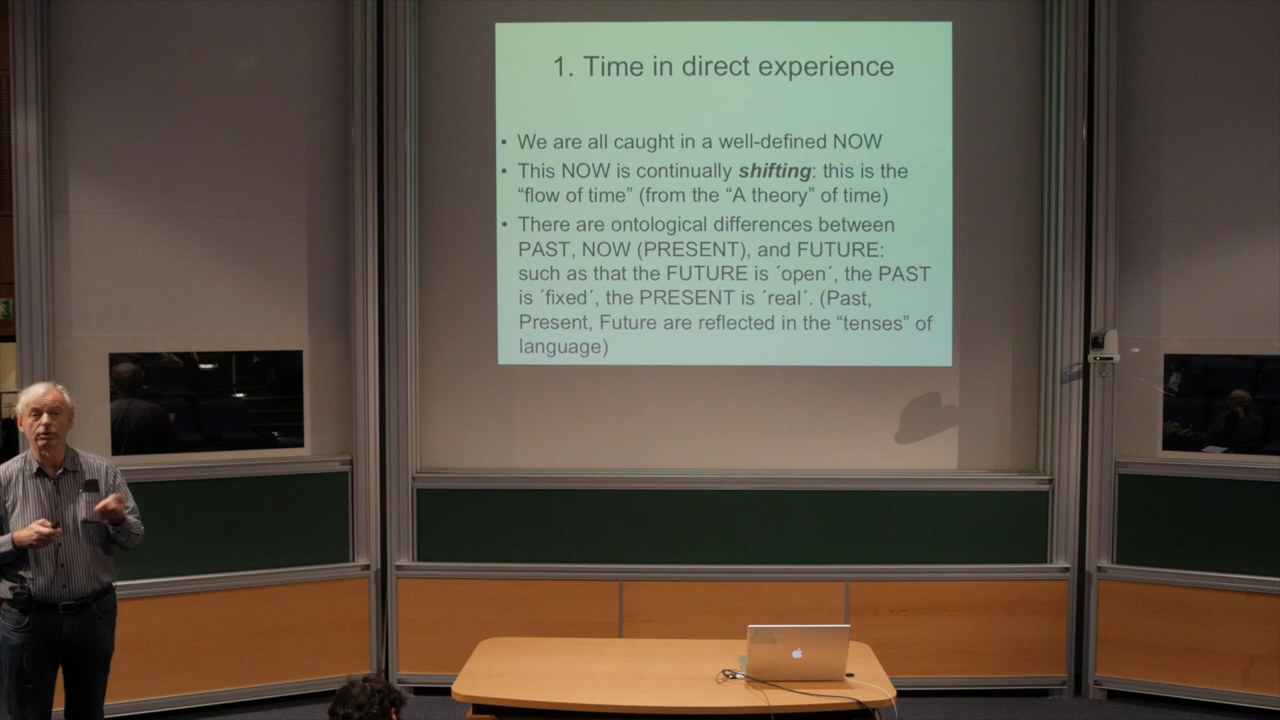 1. Time in direct experience
• We are all caught in a well-defined NOW
• This NOW is continually shifting: this is the
“flow of time” (from the “A theory” of time)
• There are ontological differences between
PAST, NOW (PRESENT), and FUTURE:
such as that the FUTURE is ´open´, the PAST
is ´fixed´, the PRESENT is ´real´. (Past,
Present, Future are reflected in the “tenses” of
language)